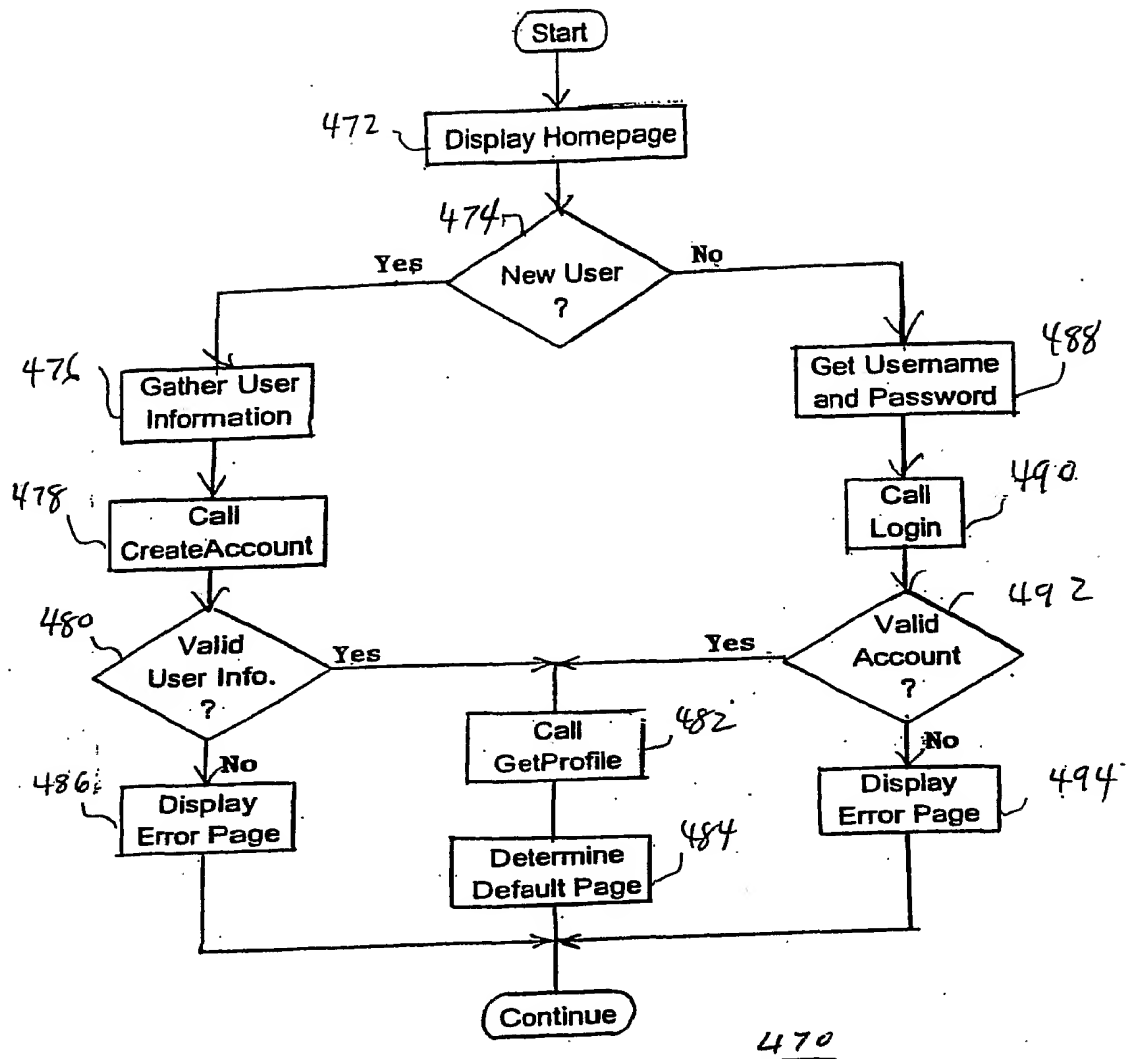 Start
472
Display Homepage
474
Yes
New User
?
No
476
Gather User
Information
488
Get Username
and Password
478
Call
CreateAccount
490
Call
Login
480
Valid
User Info.
?
Yes
Yes
492
Valid
Account
?
482
Call
GetProfile
No
No
486
Display
Error Page
494
Display
Error Page
484
Determine
Default Page
Continue
470